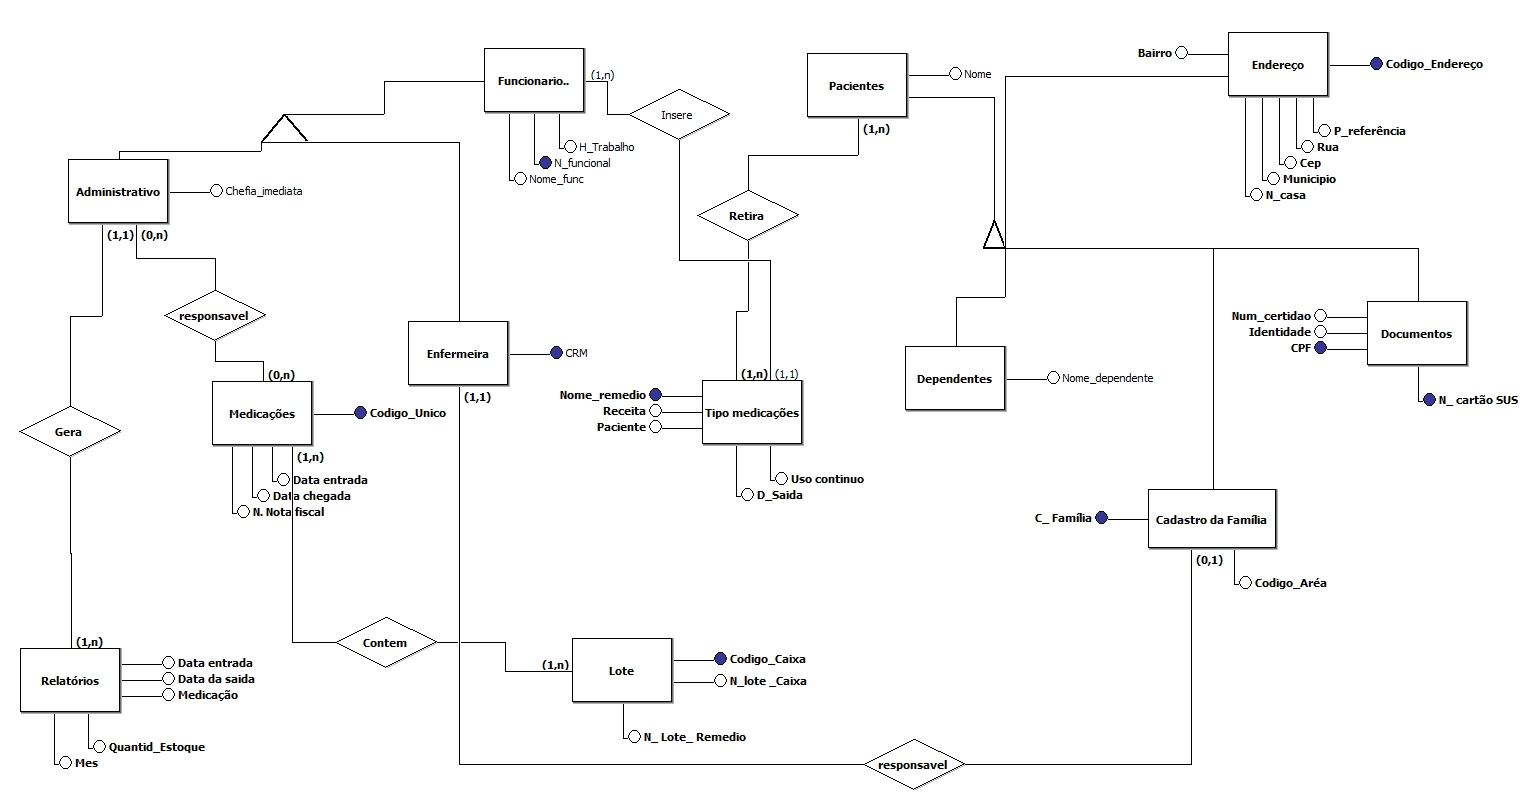 Funcionario..
(1,n)
H_Trabalho
N_funcional
Nome_func
Insere
Pacientes
Nome
(1,n)
Bairro
Endereço
Codigo_Endereço
P_referência
Rua
Cep
Municipio
N_casa
Administrativo
Chefia_imediata
(1,1)
(0,n)
Retira
responsavel
Enfermeira
CRM
(1,1)
Num_certidao
Identidade
CPF
Documentos
N_ cartão SUS
Dependentes
Nome_dependente
(0,n)
Medicações
Codigo_Unico
(1,n)
Data entrada
Data chegada
N. Nota fiscal
(1,n)
(1,1)
Nome_remedio
Receita
Paciente
Tipo medicações
Uso continuo
D_Saida
Gera
C_ Família
Cadastro da Família
(0,1)
Codigo_Aréa
(1,n)
Relatórios
Data entrada
Data da saida
Medicação
Quantid_Estoque
Mes
Contem
(1,n)
Lote
Codigo_Caixa
N_lote _Caixa
N_ Lote_ Remedio
responsavel